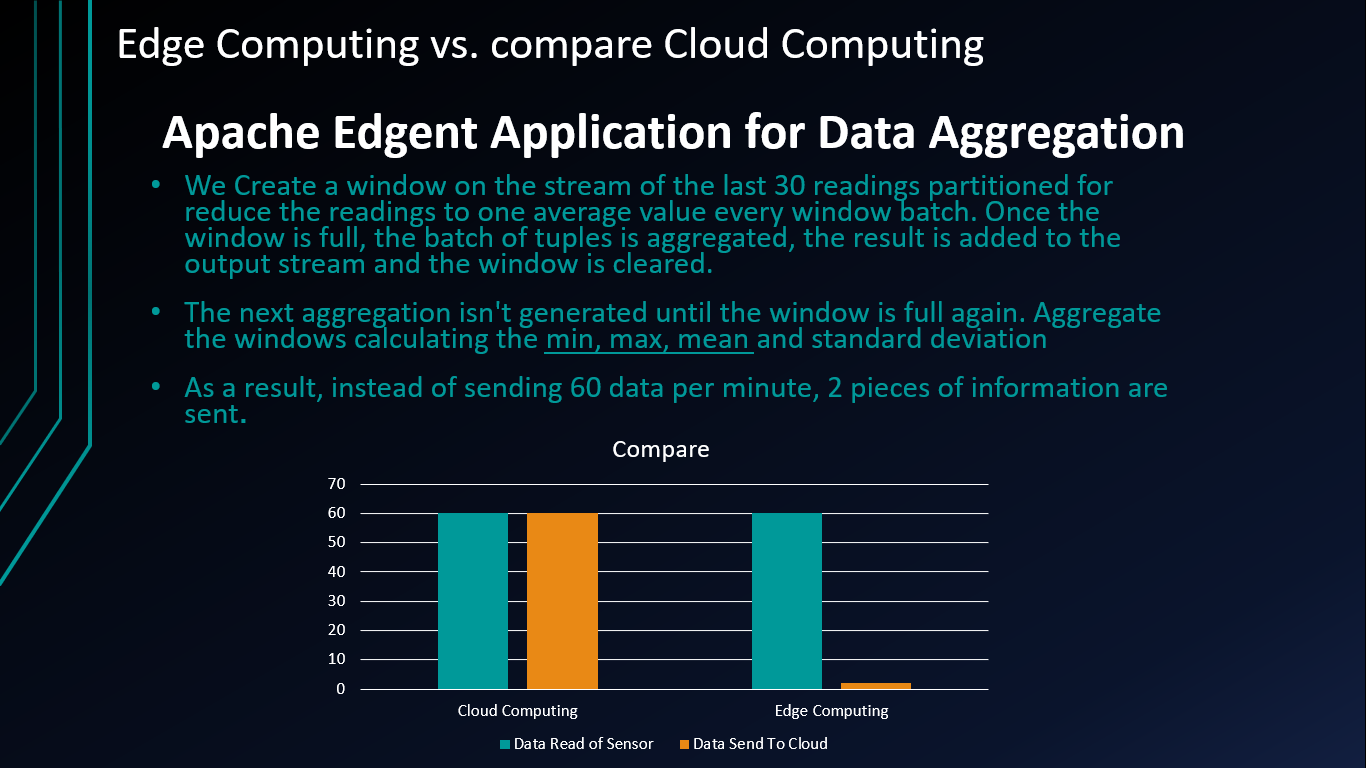 Edge Computing vs. compare Cloud Computing
Apache Edgent Application for Data Aggregation
• We Create a window on the stream of the last 30 readings partitioned for
reduce the readings to one average value every window batch. Once the
window is full, the batch of tuples is aggregated, the result is added to the
output stream and the window is cleared.
• The next aggregation isn't generated until the window is full again. Aggregate
the windows calculating the min, max, mean and standard deviation
• As a result, instead of sending 60 data per minute, 2 pieces of information are
sent.
Compare
70
60
50
40
30
20
10
0
Cloud Computing
Edge Computing
Data Read of Sensor
Data Send To Cloud